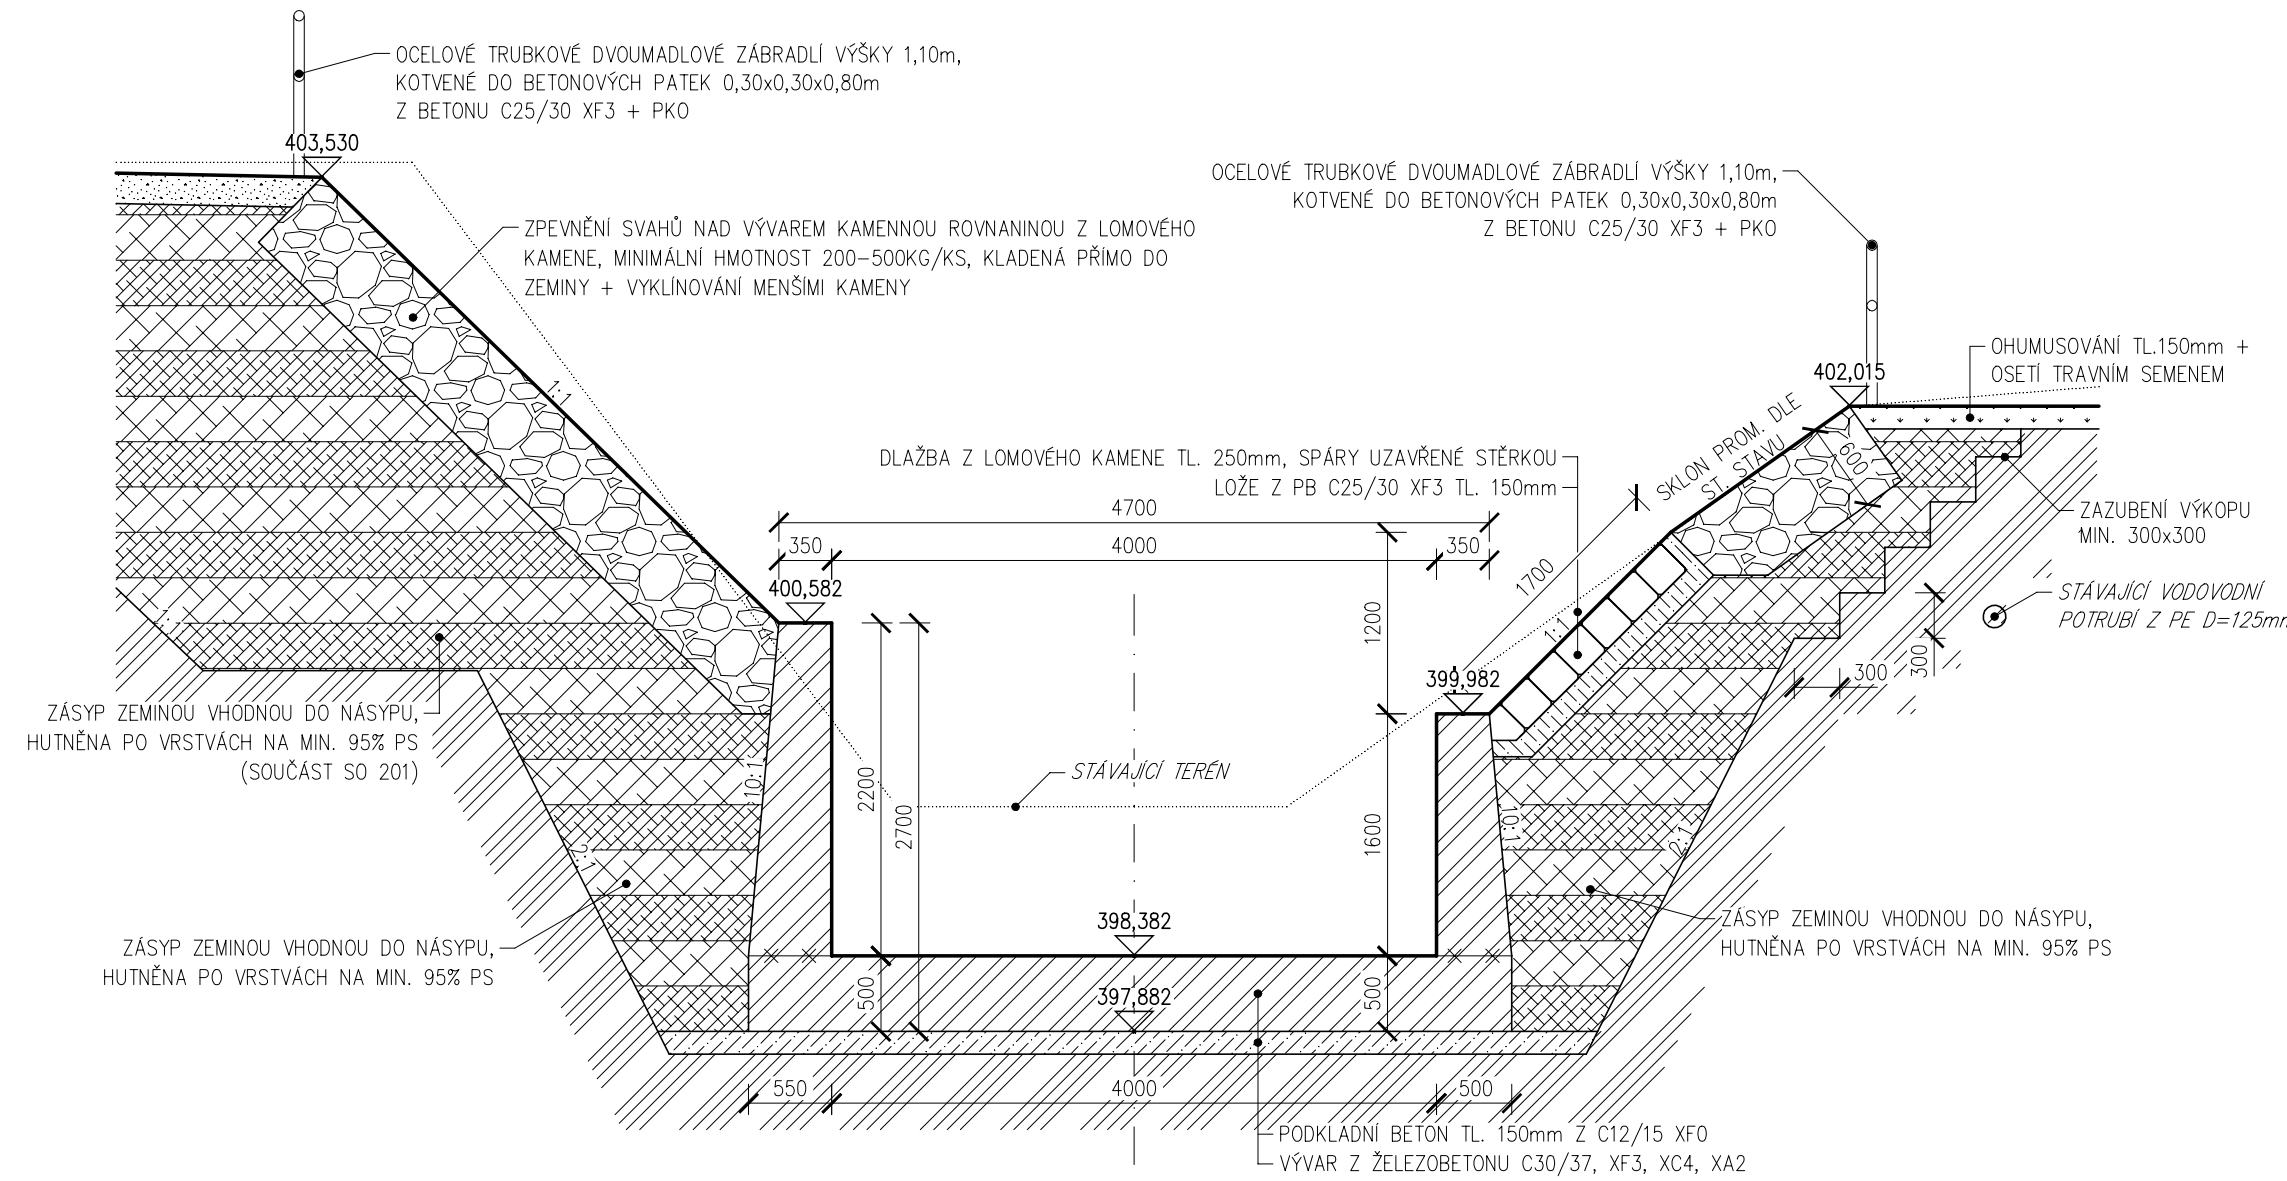 OCELOVÉ TRUBKOVÉ DVOUMADLOVÉ ZÁBRADLÍ VÝŠKY 1,10m,
KOTVENÉ DO BETONOVÝCH PATEK 0,30x0,30x0,80m
Z BETONU C25/30 XF3 + PKO
403,530
OCELOVÉ TRUBKOVÉ DVOUMADLOVÉ ZÁBRADLÍ VÝŠKY 1,10m,
KOTVENÉ DO BETONOVÝCH PATEK 0,30x0,30x0,80m
Z BETONU C25/30 XF3 + PKO
ZPEVNĚNÍ SVAHŮ NAD VÝVAREM KAMENNOU ROVNANINOU Z LOMOVÉHO
KAMENE, MINIMÁLNÍ HMOTNOST 200-500KG/KS, KLADENÁ PŘÍMO DO
ZEMINY + VYKLÍNOVÁNÍ MENŠÍMI KAMENY
OHUMUSOVÁNÍ TL.150mm +
OSETÍ TRAVNÍM SEMENEM
402,015
1:1
SKLON PROM. DLE
ST. STAVU
600
DLAŽBA Z LOMOVÉHO KAMENE TL. 250mm, SPÁRY UZAVŘENÉ STĚRKOU
LOŽE Z PB C25/30 XF3 TL. 150mm
4700
350
4000
350
ZAZUBENÍ VÝKOPU
MIN. 300x300
400,582
1700
1200
1:1
STÁVAJÍCÍ VODOVODNÍ
POTRUBÍ Z PE D=125mm
300
300
399,982
ZÁSYP ZEMINOU VHODNOU DO NÁSYPU,
HUTNĚNA PO VRSTVÁCH NA MIN. 95% PS
(SOUČÁST SO 201)
STÁVAJÍCÍ TERÉN
10:1
2200
2700
1600
10:1
2:1
2:1
398,382
ZÁSYP ZEMINOU VHODNOU DO NÁSYPU,
HUTNĚNA PO VRSTVÁCH NA MIN. 95% PS
ZÁSYP ZEMINOU VHODNOU DO NÁSYPU,
HUTNĚNA PO VRSTVÁCH NA MIN. 95% PS
500
397,882
500
550
4000
500
PODKLADNÍ BETON TL. 150mm Z C12/15 XF0
VÝVAR Z ŽELEZOBETONU C30/37, XF3, XC4, XA2